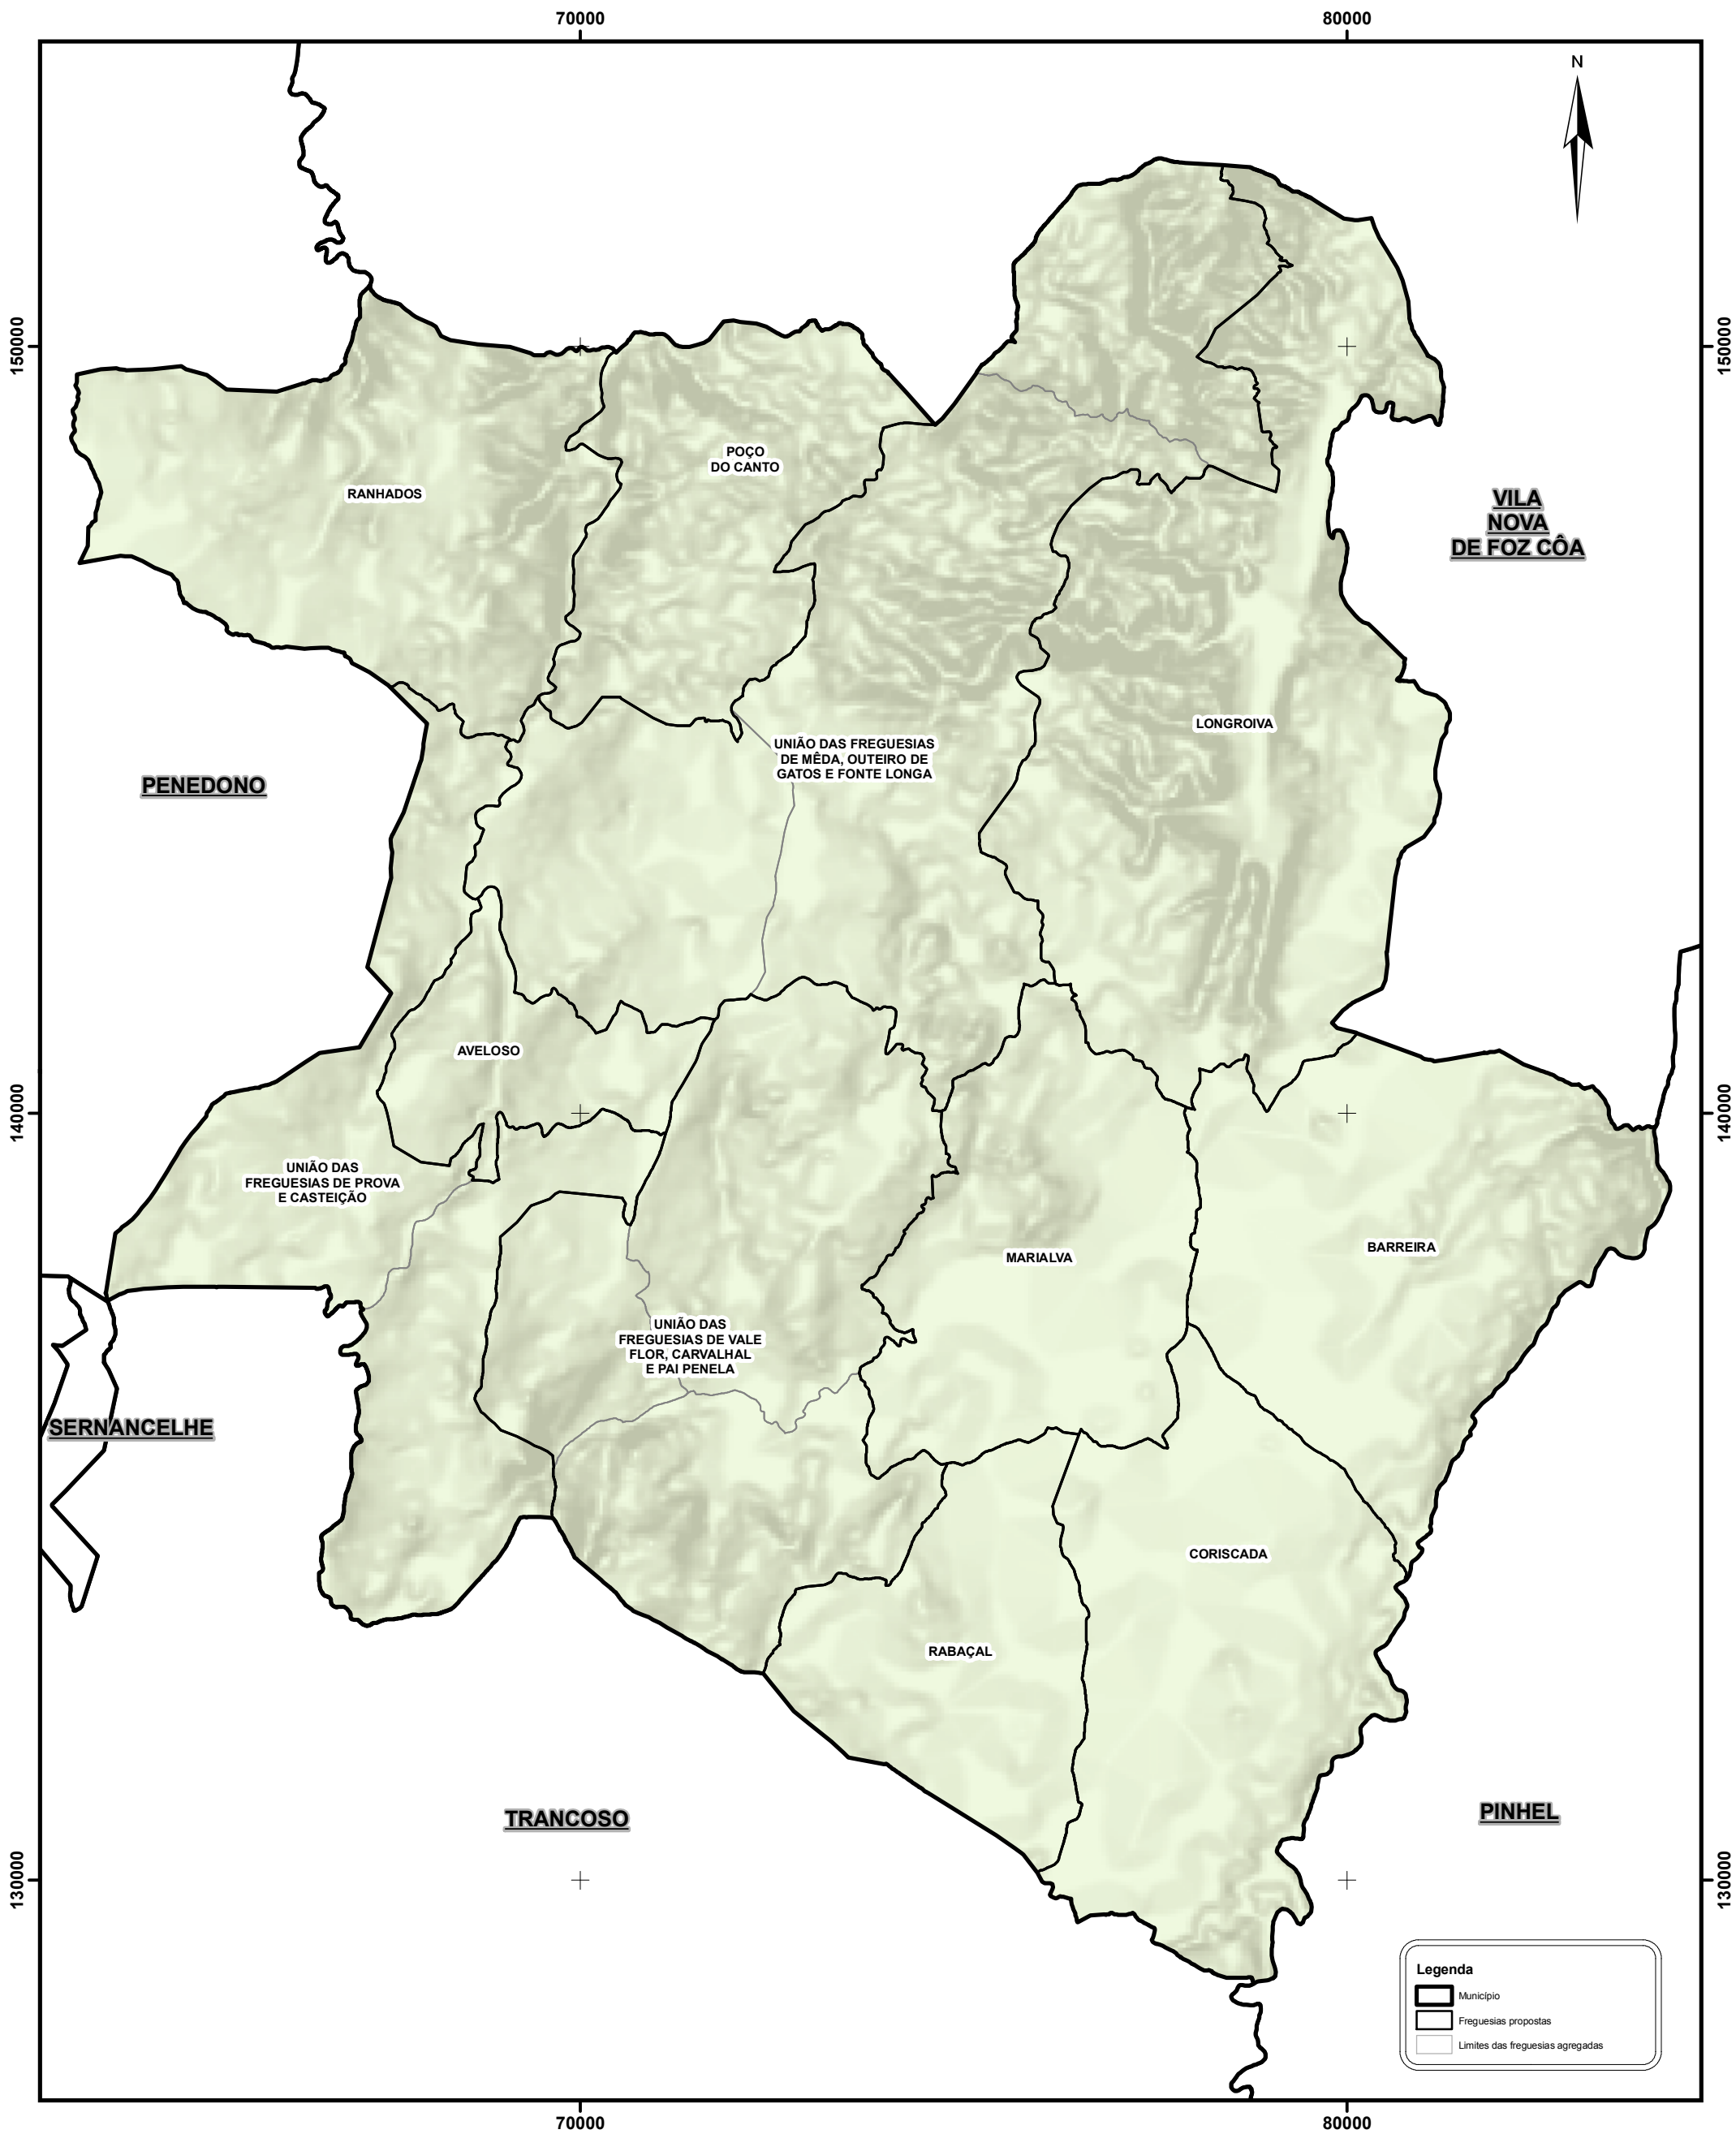 70000
80000
N
150000
150000
POÇO
DO CANTO
RANHADOS
VILA
NOVA
DE FOZ CÔA
LONGROIVA
UNIÃO DAS FREGUESIAS
DE MÊDA, OUTEIRO DE
GATOS E FONTE LONGA
PENEDONO
AVELOSO
140000
140000
UNIÃO DAS
FREGUESIAS DE PROVA
E CASTEIÇÃO
MARIALVA
BARREIRA
UNIÃO DAS
FREGUESIAS DE VALE
FLOR, CARVALHAL
E PAI PENELA
SERNANCELHE
CORISCADA
RABAÇAL
TRANCOSO
PINHEL
130000
130000
Legenda
Município
Freguesias propostas
Limites das freguesias agregadas
70000
80000